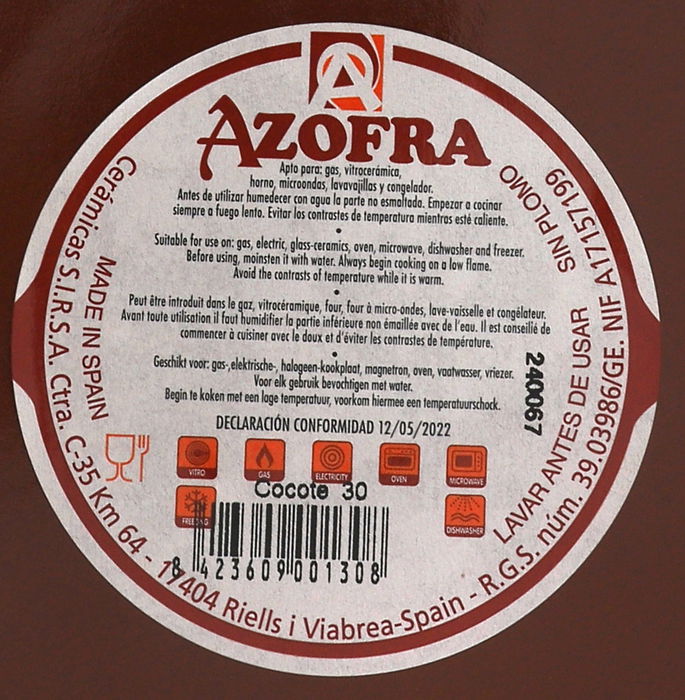 AZOFRA
Apto para: gas, vitrocerámica,
horno, microondas, lavavajillas y congelador.
Antes de utilizar humedecer con agua la parte no esmaltada. Empezar a cocinar
siempre a fuego lento. Evitar los contrastes de temperatura mientras esté caliente.
Suitable for use on: gas, electric, glass-ceramics, oven, microwave, dishwasher and freezer.
Before using, moinsten it with water. Always begin cooking on a low flame.
Avoid the contrasts of temperature while it is warm.
Peut être introduit dans le gaz, vitrocéramique, four, four à micro-ondes, lave-vaisselle et congélateur.
Avant toute utilisation il faut humidifier la partie inférieure non émaillée avec de l'eau. Il est conseilié de
commencer à cuisiner avec le doux et d'éviter les contrastes de température.
Geschikt voor: gas-,elektrische-, halogeen-kookplaat, magnetron, oven, vaatwasser, vriezer.
Voor elk gebruik bevochtigen met water.
Begin te koken met een lage temperatuur, voorkom hiermee een temperatuurschock.
DECLARACIÓN CONFORMIDAD 12/05/2022
240067
VITRO
GAS
ELECTRICITY
OVEN
MICROWAVE
Cocote 30
DISHWASHER
8 423609 001308
MADE IN SPAIN
Cerámicas S.I.R.S.A. Ctra. C-35 Km 64 - 17404 Riells i Viabrea-Spain - R.G.S. núm. 39.03986/GE. NIF A17157199
LAVAR ANTES DE USAR
SIN PLOMO